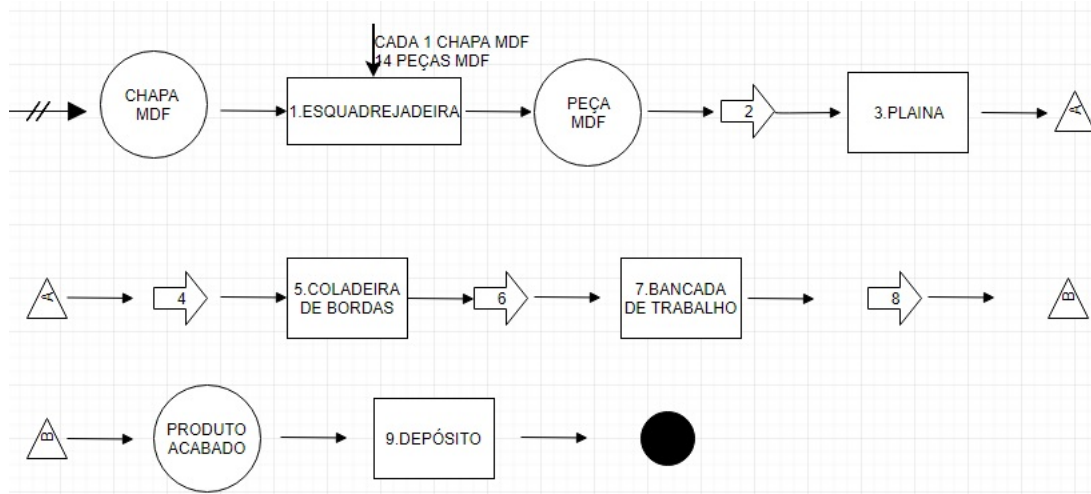 CADA 1 CHAPA MDF
14 PEÇAS MDF
CHAPA
MDF
1.ESQUADREJADEIRA
PEÇA
MDF
2
3.PLAINA
A
A
4
5.COLADEIRA
DE BORDAS
6
7.BANCADA
DE TRABALHO
8
B
B
PRODUTO
ACABADO
9.DEPÓSITO